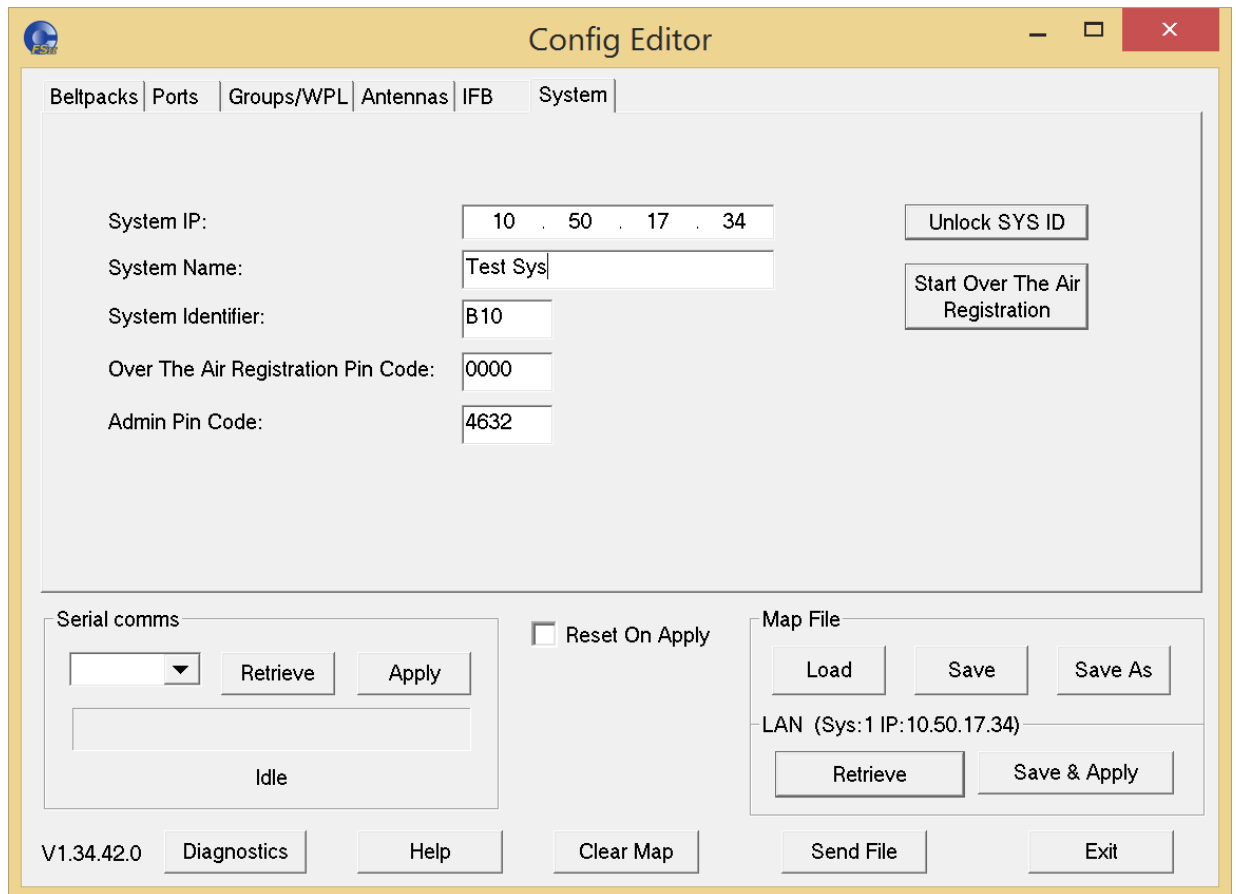 FSII
Config Editor
Beltpacks Ports Groups/WPL Antennas IFB System
System IP: 10 . 50 . 17 . 34 Unlock SYS ID
System Name: Test Sys
Start Over The Air
Registration
System Identifier: B10
Over The Air Registration Pin Code: 0000
Admin Pin Code: 4632
Serial comms
Retrieve Apply
Idle
Reset On Apply
Map File
Load Save Save As
LAN (Sys:1 IP:10.50.17.34)
Retrieve Save & Apply
V1.34.42.0 Diagnostics Help Clear Map Send File Exit